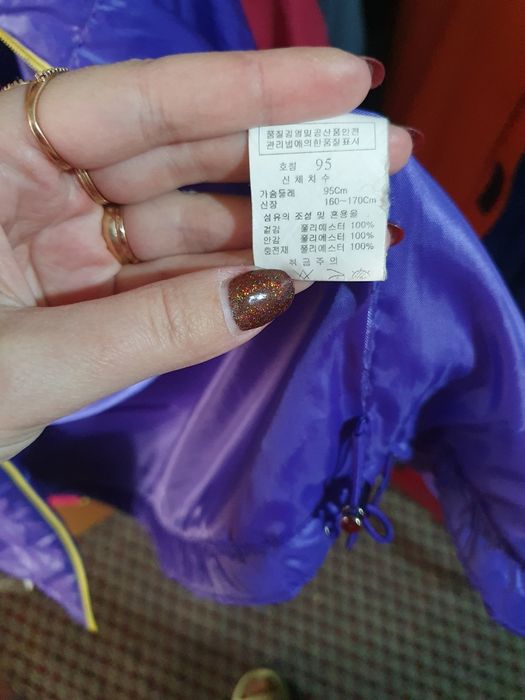 품질경영및공산품안전
관리법에의한품질표시
호칭 95
신체치수
가슴둘레 95Cm
신장 160~170Cm
섬유의 조성 및 혼용율
겉감 폴리에스터 100%
안감 폴리에스터 100%
충전재 폴리에스터 100%
취급주의